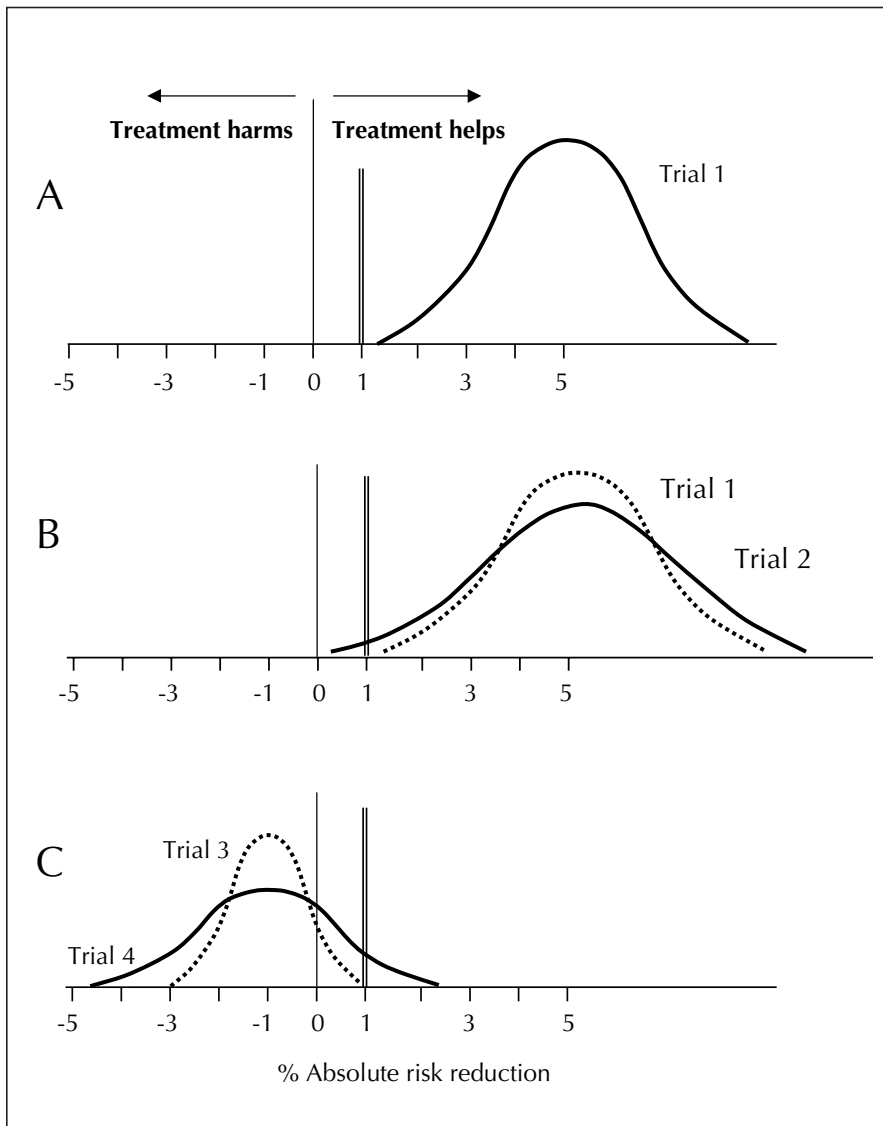 Treatment harms Treatment helps
A
Trial 1
-5 -3 -1 0 1 3 5
B
Trial 1
Trial 2
-5 -3 -1 0 1 3 5
C
Trial 3
Trial 4
-5 -3 -1 0 1 3 5
% Absolute risk reduction